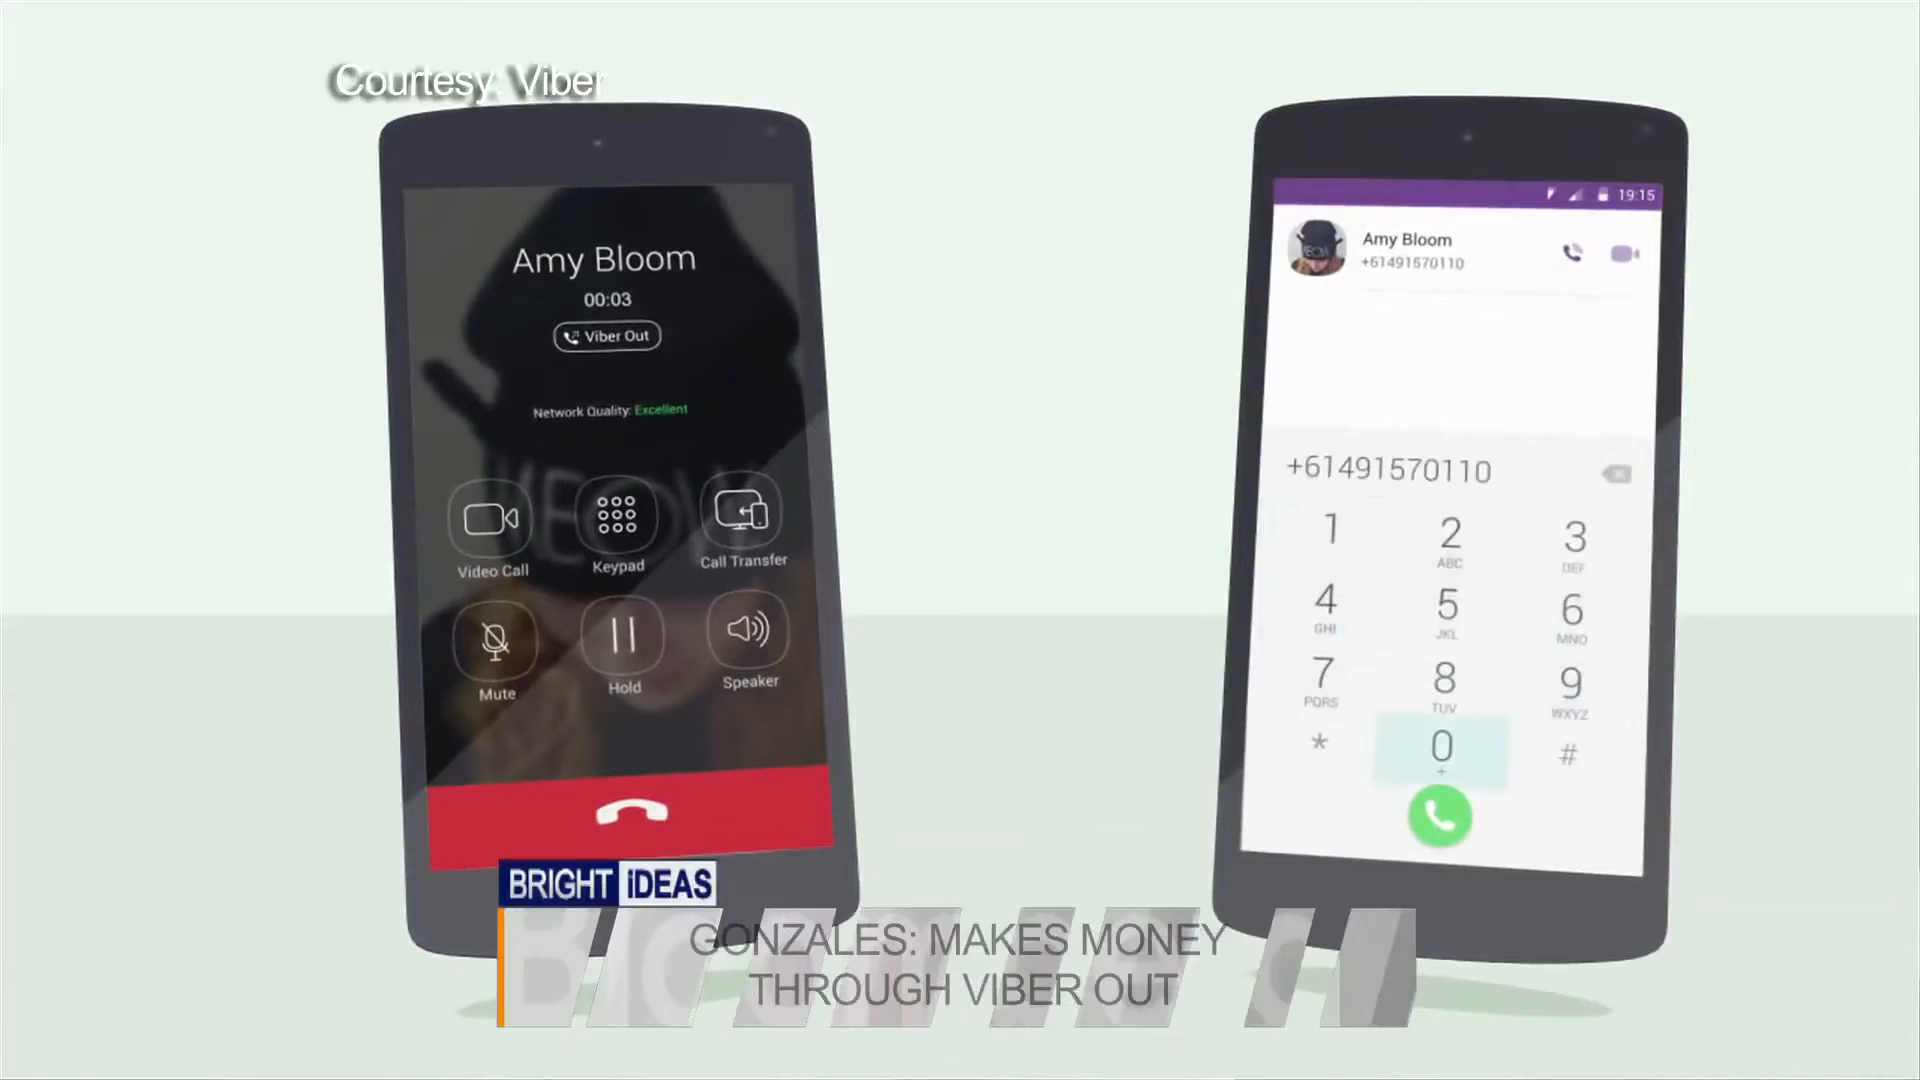 Courtesy: Viber
Amy Bloom
00:03
Viber Out
Network Quality: Excellent
Video Call
Keypad
Call Transfer
Mute
Hold
Speaker
19:15
Amy Bloom
+61491570110
+61491570110
1
2
ABC
3
DEF
4
GHI
5
JKL
6
MNO
7
PQRS
8
TUV
9
WXYZ
*
0
+
#
BRIGHT iDEAS
GONZALES: MAKES MONEY
THROUGH VIBER OUT